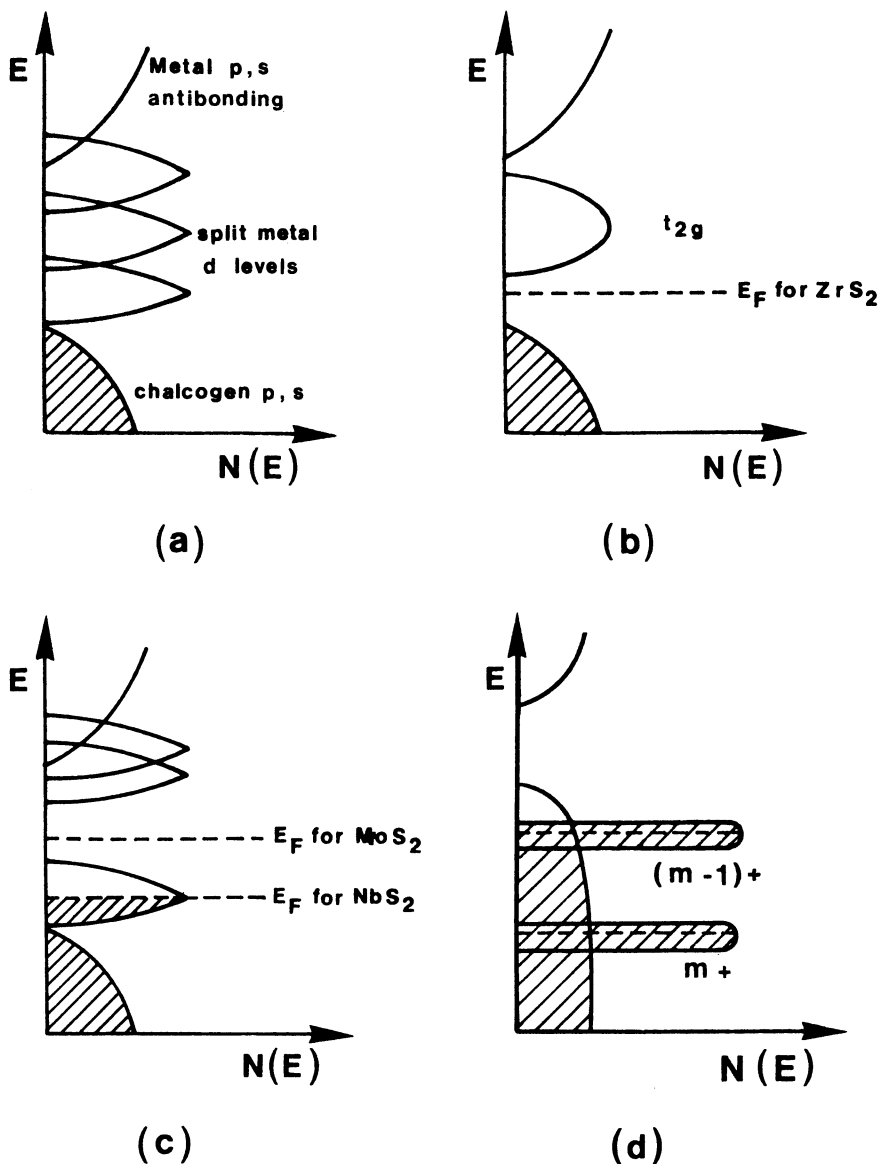 E
Metal p,s
antibonding
split metal
d levels
chalcogen p,s
N(E)
(a)
E
t2g
EF for ZrS2
N(E)
(b)
E
EF for MoS2
EF for NbS2
N(E)
(c)
E
(m-1)+
m+
N(E)
(d)